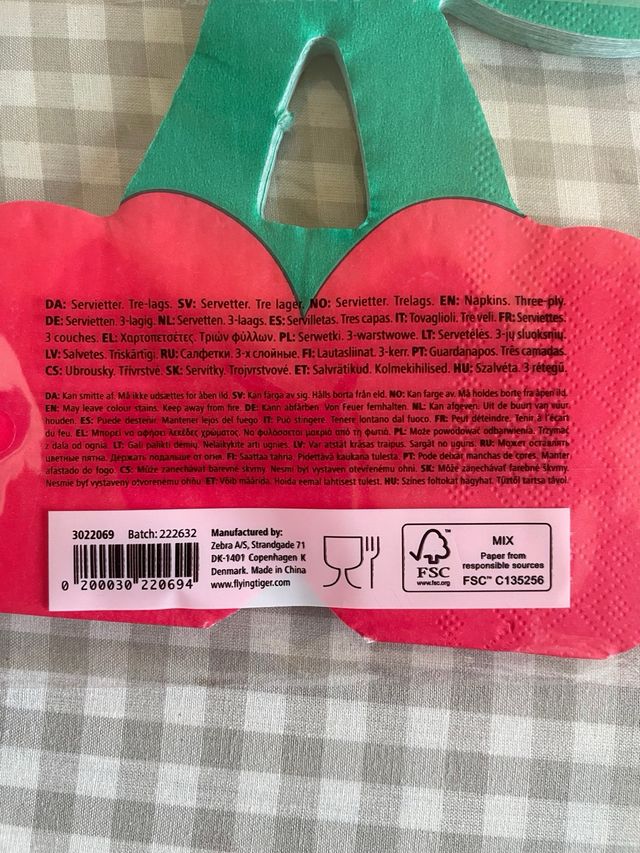 DA: Servietter. Tre-lags. SV: Servetter. Tre lager. NO: Servietter. Trelags. EN: Napkins. Three-ply.
DE: Servietten. 3-lagig. NL: Servetten. 3-laags. ES: Servilletas. Tres capas. IT: Tovaglioli. Tre veli. FR: Serviettes.
3 couches. EL: Χαρτοπετσέτες. Τριών φύλλων. PL: Serwetki. 3-warstwowe. LT: Servetėlės. 3-jų sluoksnių.
LV: Salvetes. Trīskārtīgi. RU: Салфетки. 3-х слойные. FI: Lautasliinat. 3-kerr. PT: Guardanapos. Três camadas.
CS: Ubrousky. Třívrstvé. SK: Servítky. Trojvrstvové. ET: Salvrätikud. Kolmekihilised. HU: Szalvéta. 3 rétegű.
DA: Kan smitte af. Må ikke udsættes for åben ild. SV: Kan färga av sig. Hålls borta från eld. NO: Kan farge av. Må holdes borte fra åpen ild.
EN: May leave colour stains. Keep away from fire. DE: Kann abfärben. Von Feuer fernhalten. NL: Kan afgeven. Uit de buurt van vuur
houden. ES: Puede desteñir. Mantener lejos del fuego. IT: Può stingere. Tenere lontano dal fuoco. FR: Peut déteindre. Tenir à l'écart
du feu. EL: Μπορεί να αφήσει λεκέδες χρώματος. Να φυλάσσεται μακριά από τη φωτιά. PL: Może powodować odbarwienia. Trzymać
z dala od ognia. LT: Gali palikti dėmių. Nelaikykite arti ugnies. LV: Var atstāt krāsas traipus. Sargāt no uguns. RU: Может оставлять
цветные пятна. Держать подальше от огня. FI: Saattaa tahria. Pidettävä kaukana tulesta. PT: Pode deixar manchas de cores. Manter
afastado do fogo. CS: Může zanechávat barevné skvrny. Nesmí být vystaven otevřenému ohni. SK: Môže zanechávať farebné škvrny.
Nesmie byť vystavený otvorenému ohňu. ET: Võib määrida. Hoida eemal lahtisest tulest. HU: Színes foltokat hagyhat. Tűztől tartsa távol.
3022069 Batch: 222632
0 200030 220694
Manufactured by:
Zebra A/S, Strandgade 71
DK-1401 Copenhagen K
Denmark. Made in China
www.flyingtiger.com
FSC
www.fsc.org
MIX
Paper from
responsible sources
FSC™ C135256